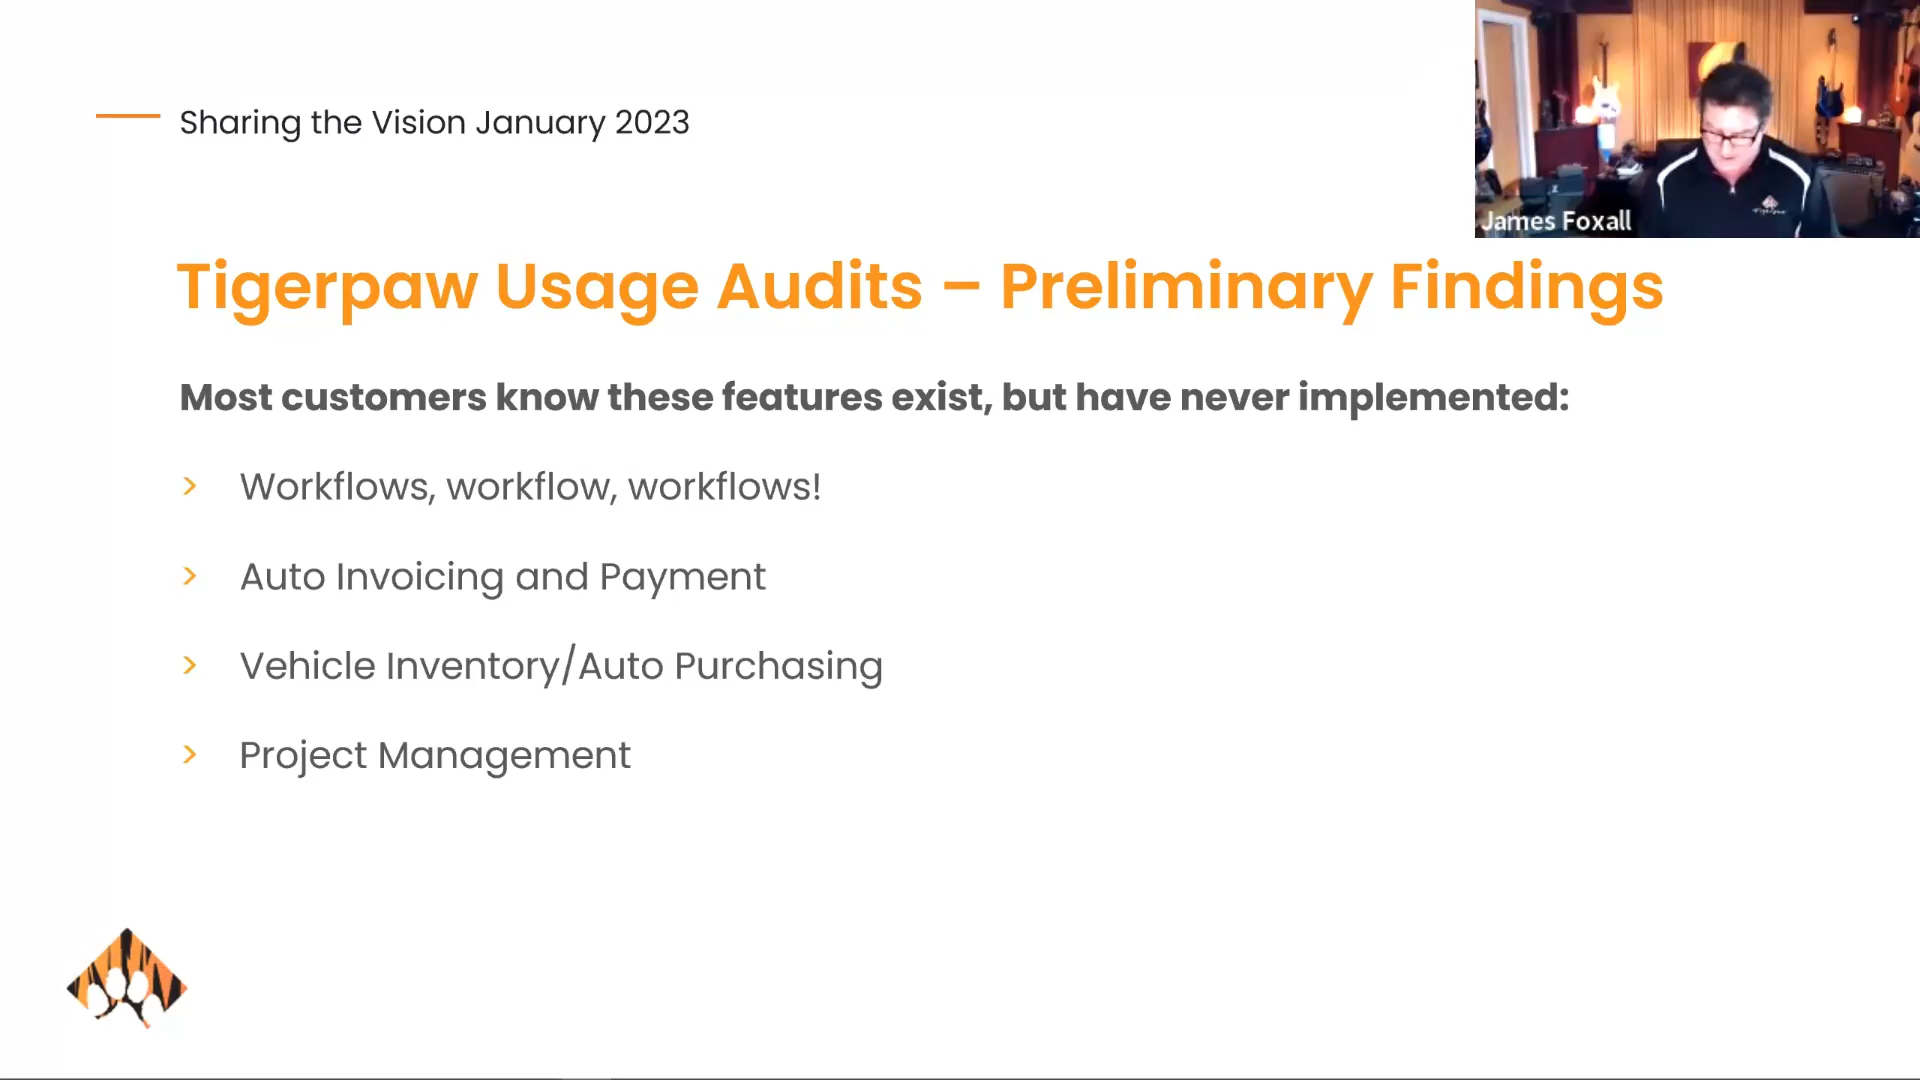 Sharing the Vision January 2023
James Foxall
Tigerpaw Usage Audits – Preliminary Findings
Most customers know these features exist, but have never implemented:
> Workflows, workflow, workflows!
> Auto Invoicing and Payment
> Vehicle Inventory/Auto Purchasing
> Project Management